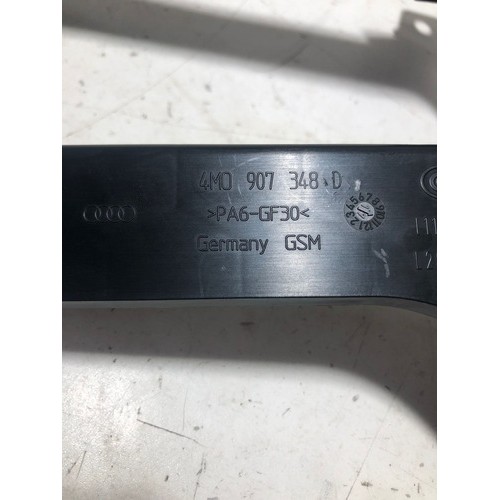 4M0 907 348 D
>PA6-GF30<
Germany GSM